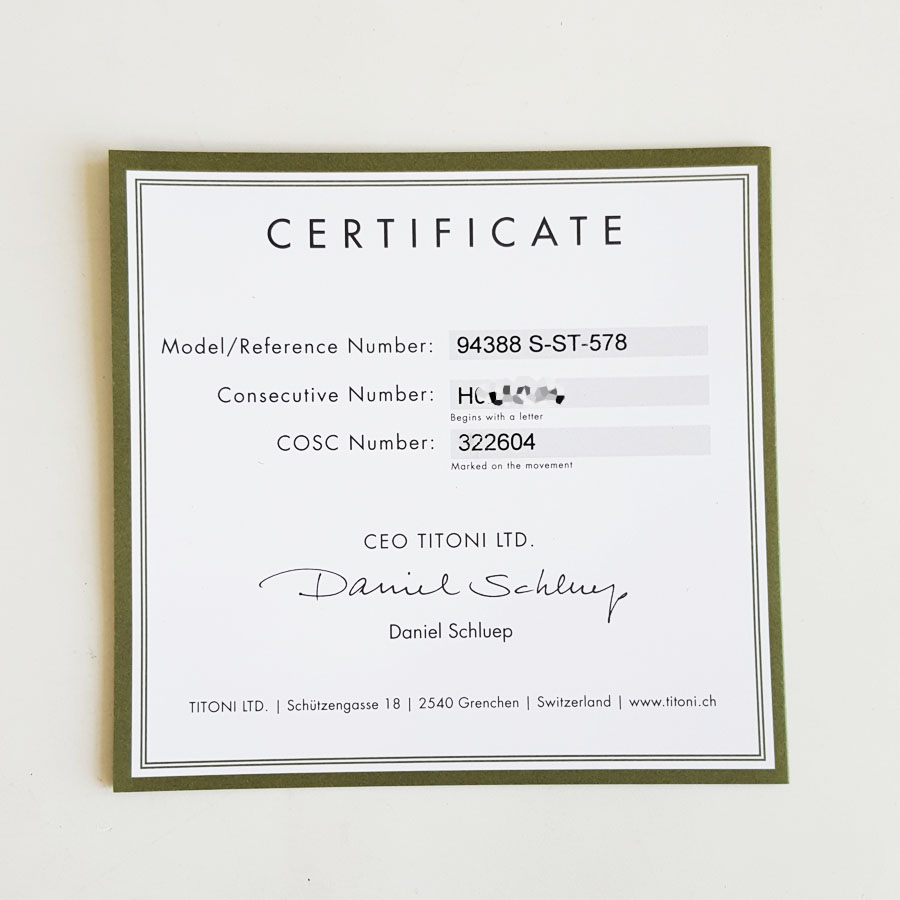 CERTIFICATE
Model/Reference Number: 94388 S-ST-578
Consecutive Number:
Begins with a letter
COSC Number: 322604
Marked on the movement
CEO TITONI LTD.
Daniel Schluep
Daniel Schluep
TITONI LTD. | Schützengasse 18 | 2540 Grenchen | Switzerland | www.titoni.ch